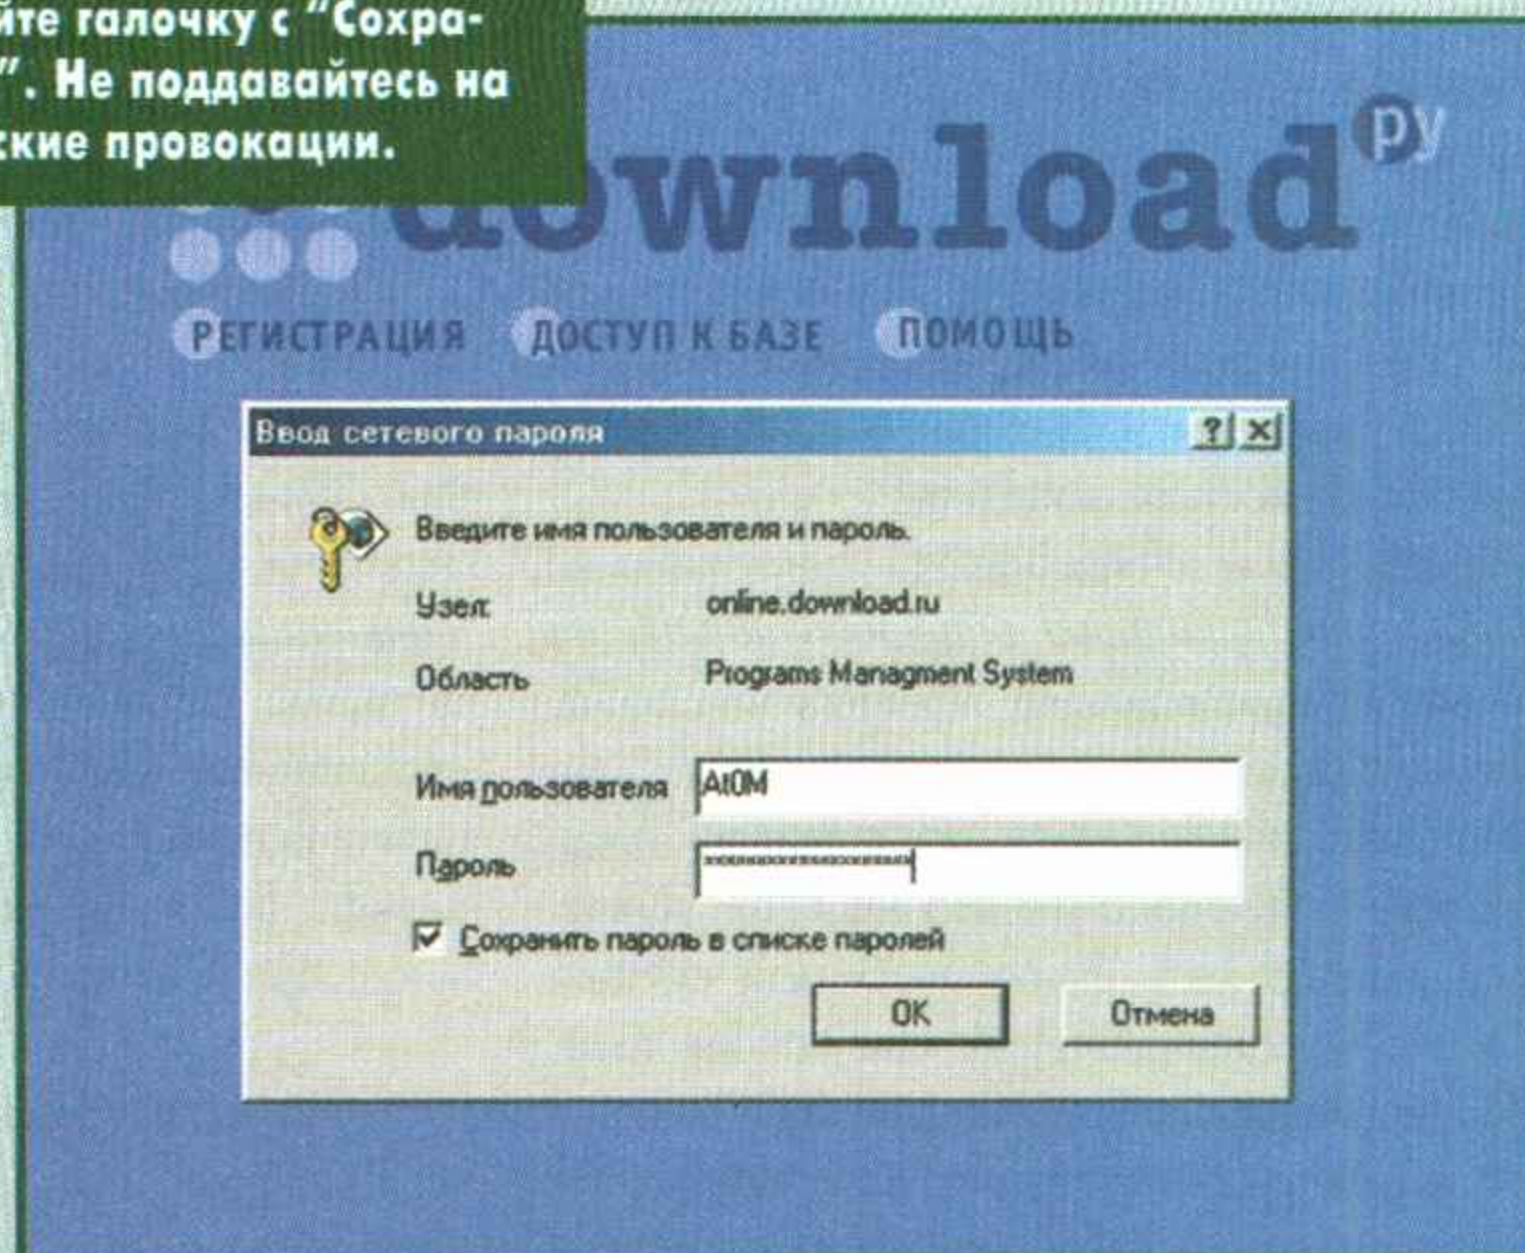 йте галочку с "Сохра-
". Не поддавайтесь на
ские провокации.
download ру
РЕГИСТРАЦИЯ ДОСТУП К БАЗЕ ПОМОЩЬ
Ввод сетевого пароля
Введите имя пользователя и пароль.
Узел: online.download.ru
Область Programs Managment System
Имя пользователя At0M
Пароль
Сохранить пароль в списке паролей
OK Отмена